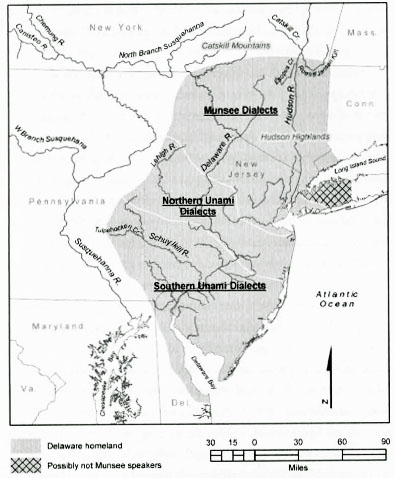 New York
Chemung R.
Canisteo R.
North Branch Susquehanna
Catskill Cr.
Catskill Mountains
Mass.
Esopus Cr.
Roeliff Jansen Kill
Munsee Dialects
Hudson R.
Conn.
W Branch Susquehanna
Lehigh R.
Delaware R.
Hudson Highlands
New
Jersey
Long Island Sound
Pennsylvania
Northern Unami
Dialects
Tulpehocken Cr.
Schuylkill R.
Susquehanna R.
Southern Unami Dialects
Atlantic
Ocean
Maryland
Delaware Bay
Va.
Chesapeake
Del.
N
Delaware homeland
Possibly not Munsee speakers
30 15 0 30 60 90
Miles